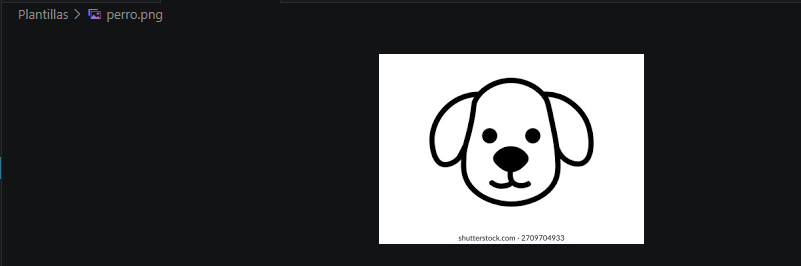 Plantillas > perro.png
shutterstock.com · 2709704933